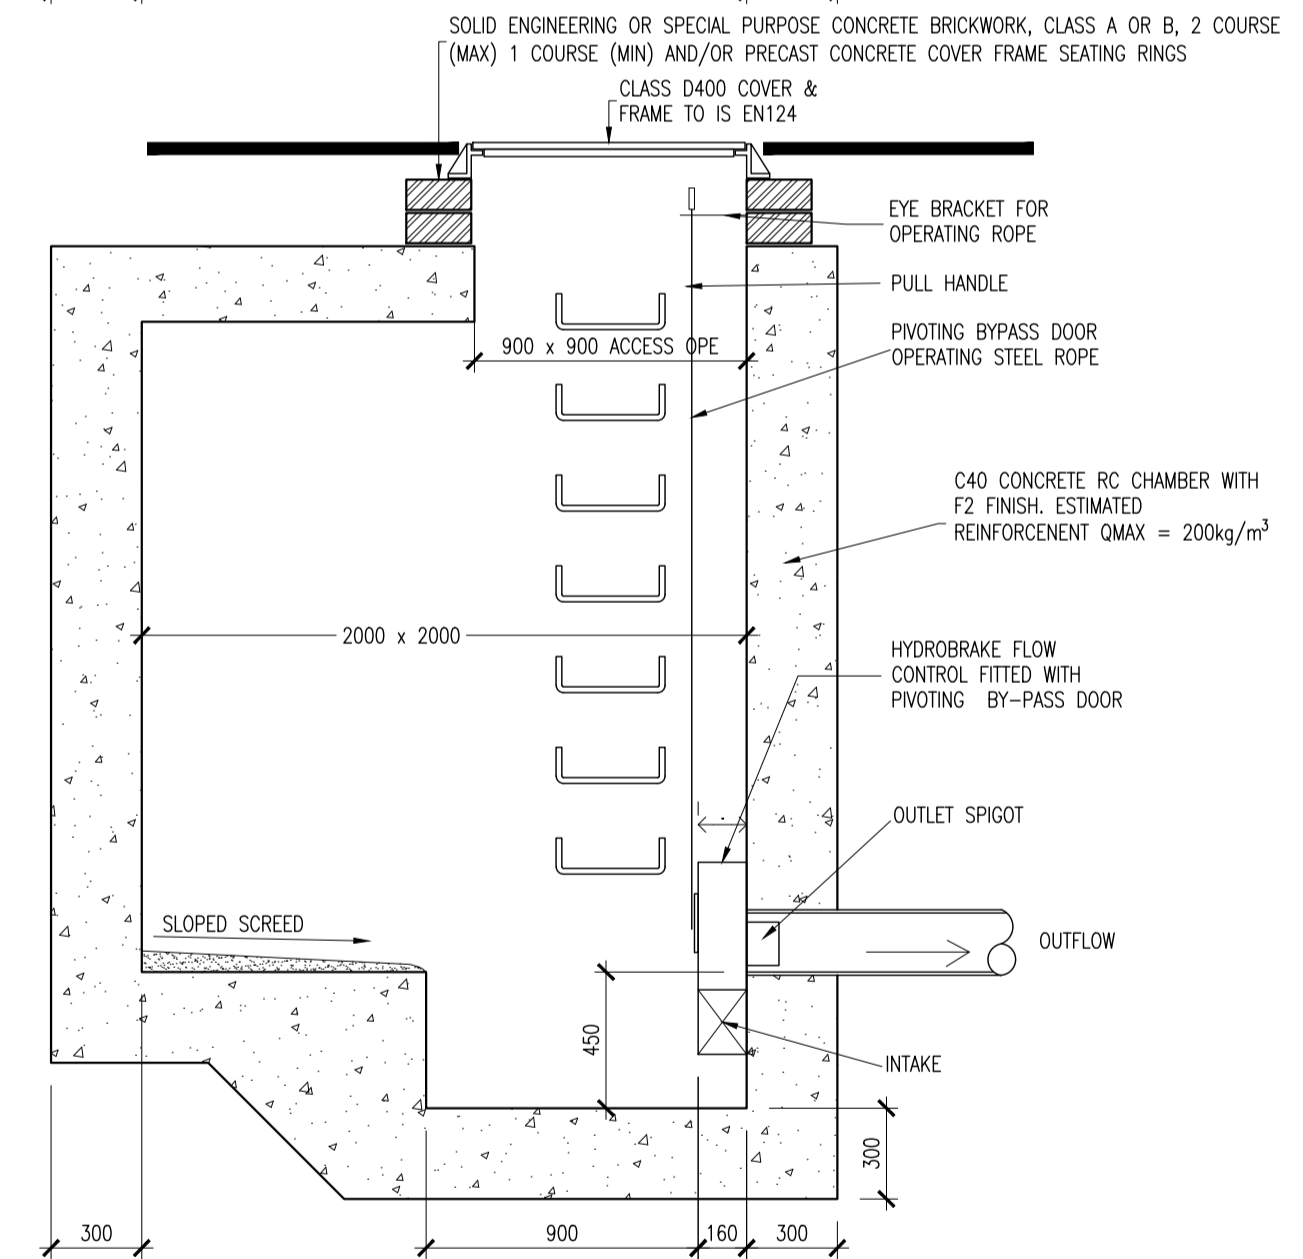 SOLID ENGINEERING OR SPECIAL PURPOSE CONCRETE BRICKWORK, CLASS A OR B, 2 COURSE
(MAX) 1 COURSE (MIN) AND/OR PRECAST CONCRETE COVER FRAME SEATING RINGS
CLASS D400 COVER &
FRAME TO IS EN124
EYE BRACKET FOR
OPERATING ROPE
PULL HANDLE
PIVOTING BYPASS DOOR
OPERATING STEEL ROPE
900 x 900 ACCESS OPE
C40 CONCRETE RC CHAMBER WITH
F2 FINISH. ESTIMATED
REINFORCENENT QMAX = 200kg/m³
2000 x 2000
HYDROBRAKE FLOW
CONTROL FITTED WITH
PIVOTING BY-PASS DOOR
OUTLET SPIGOT
SLOPED SCREED
OUTFLOW
450
INTAKE
300
300
900
160
300